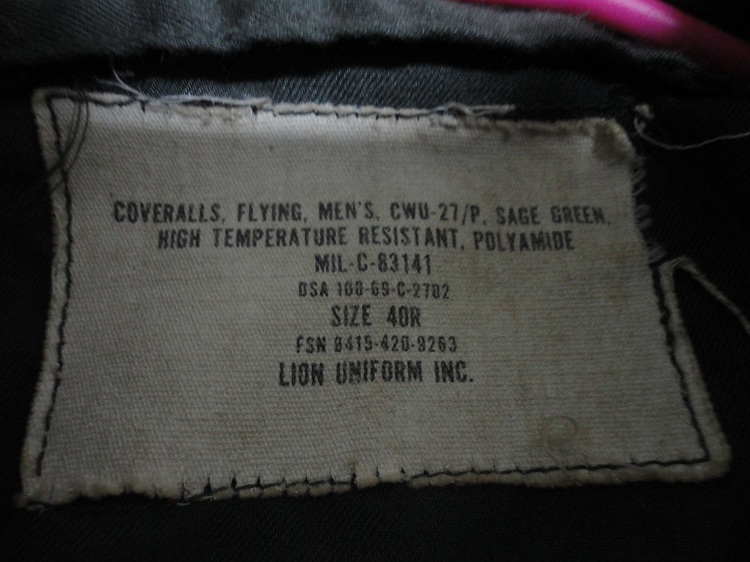 COVERALLS, FLYING, MEN'S, CWU-27/P, SAGE GREEN,
HIGH TEMPERATURE RESISTANT, POLYAMIDE
MIL-C-83141
DSA 100-69-C-2702
SIZE 40R
FSN 8415-420-9263
LION UNIFORM INC.